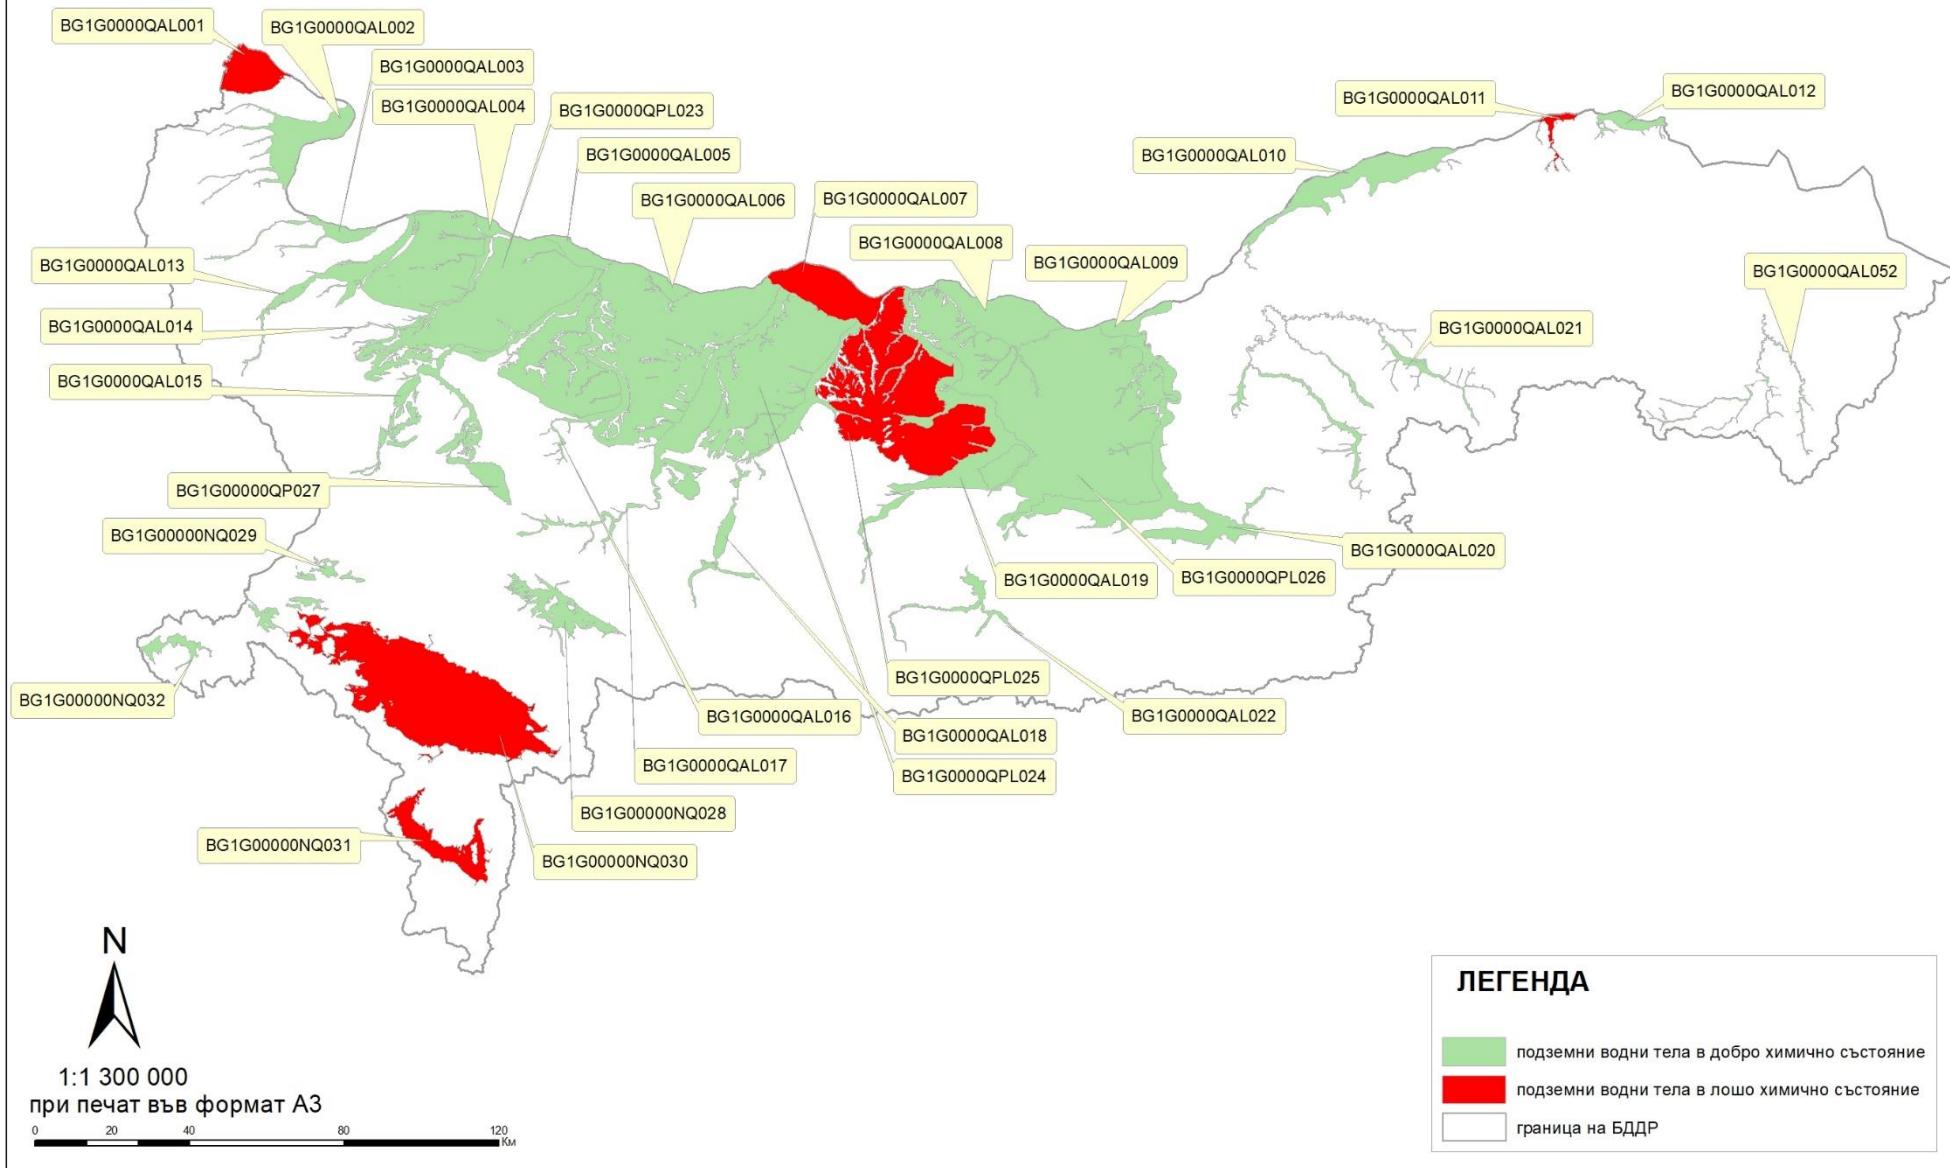 BG1G0000QAL001
BG1G0000QAL002
BG1G0000QAL003
BG1G0000QAL004
BG1G0000QPL023
BG1G0000QAL005
BG1G0000QAL006
BG1G0000QAL007
BG1G0000QAL008
BG1G0000QAL009
BG1G0000QAL010
BG1G0000QAL011
BG1G0000QAL012
BG1G0000QAL013
BG1G0000QAL014
BG1G0000QAL015
BG1G0000QAL052
BG1G0000QAL021
BG1G00000QP027
BG1G00000NQ029
BG1G0000QAL020
BG1G0000QPL026
BG1G0000QAL019
BG1G00000NQ032
BG1G0000QPL025
BG1G0000QAL016
BG1G0000QAL022
BG1G0000QAL018
BG1G0000QAL017
BG1G0000QPL024
BG1G00000NQ028
BG1G00000NQ031
BG1G00000NQ030
N
1:1 300 000
при печат във формат А3
0 20 40 80 120
Км
ЛЕГЕНДА
подземни водни тела в добро химично състояние
подземни водни тела в лошо химично състояние
граница на БДДР